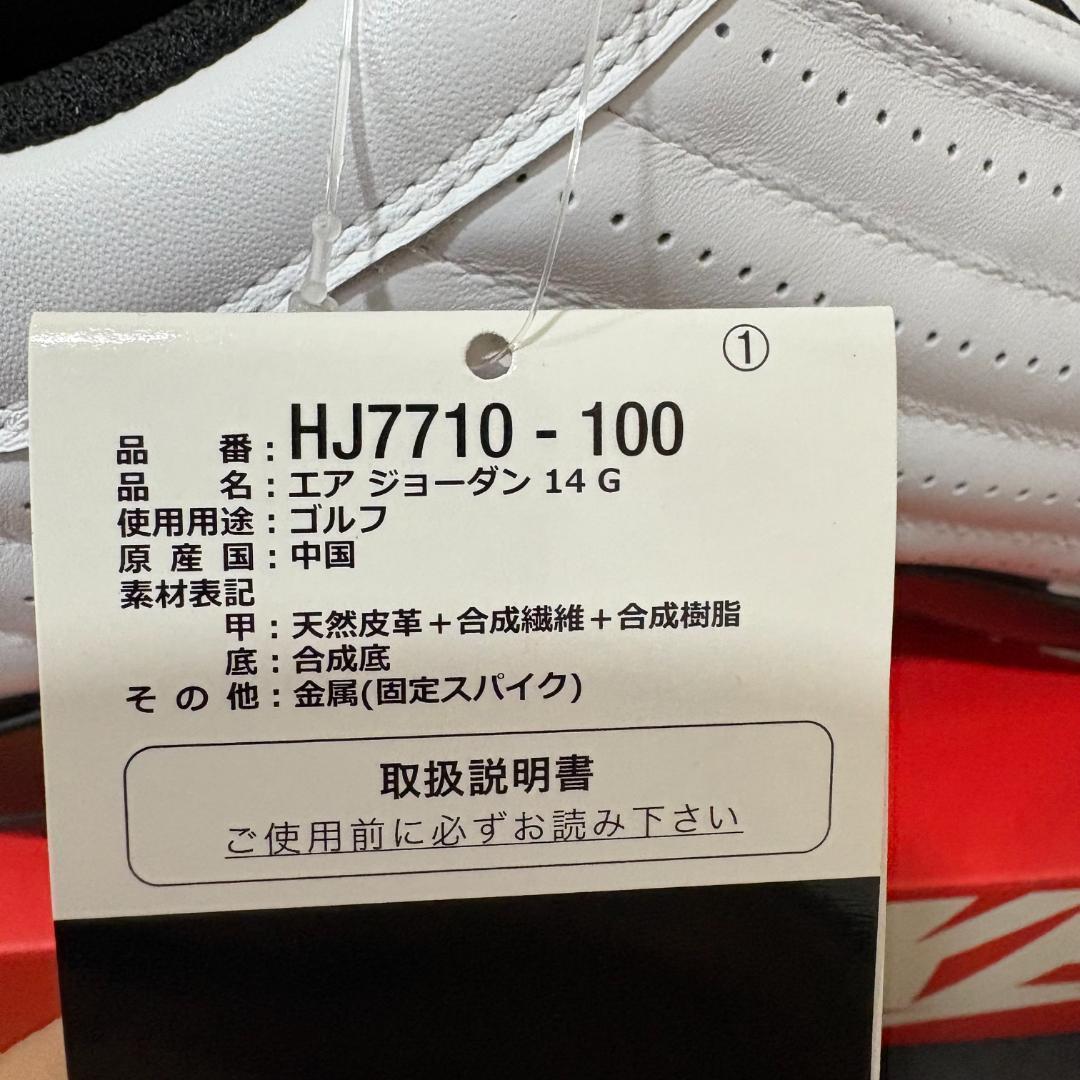 ①
品番：HJ7710 - 100
品名：エア ジョーダン 14 G
使用用途：ゴルフ
原産国：中国
素材表記
甲：天然皮革＋合成繊維＋合成樹脂
底：合成底
その他：金属(固定スパイク)
取扱説明書
ご使用前に必ずお読み下さい